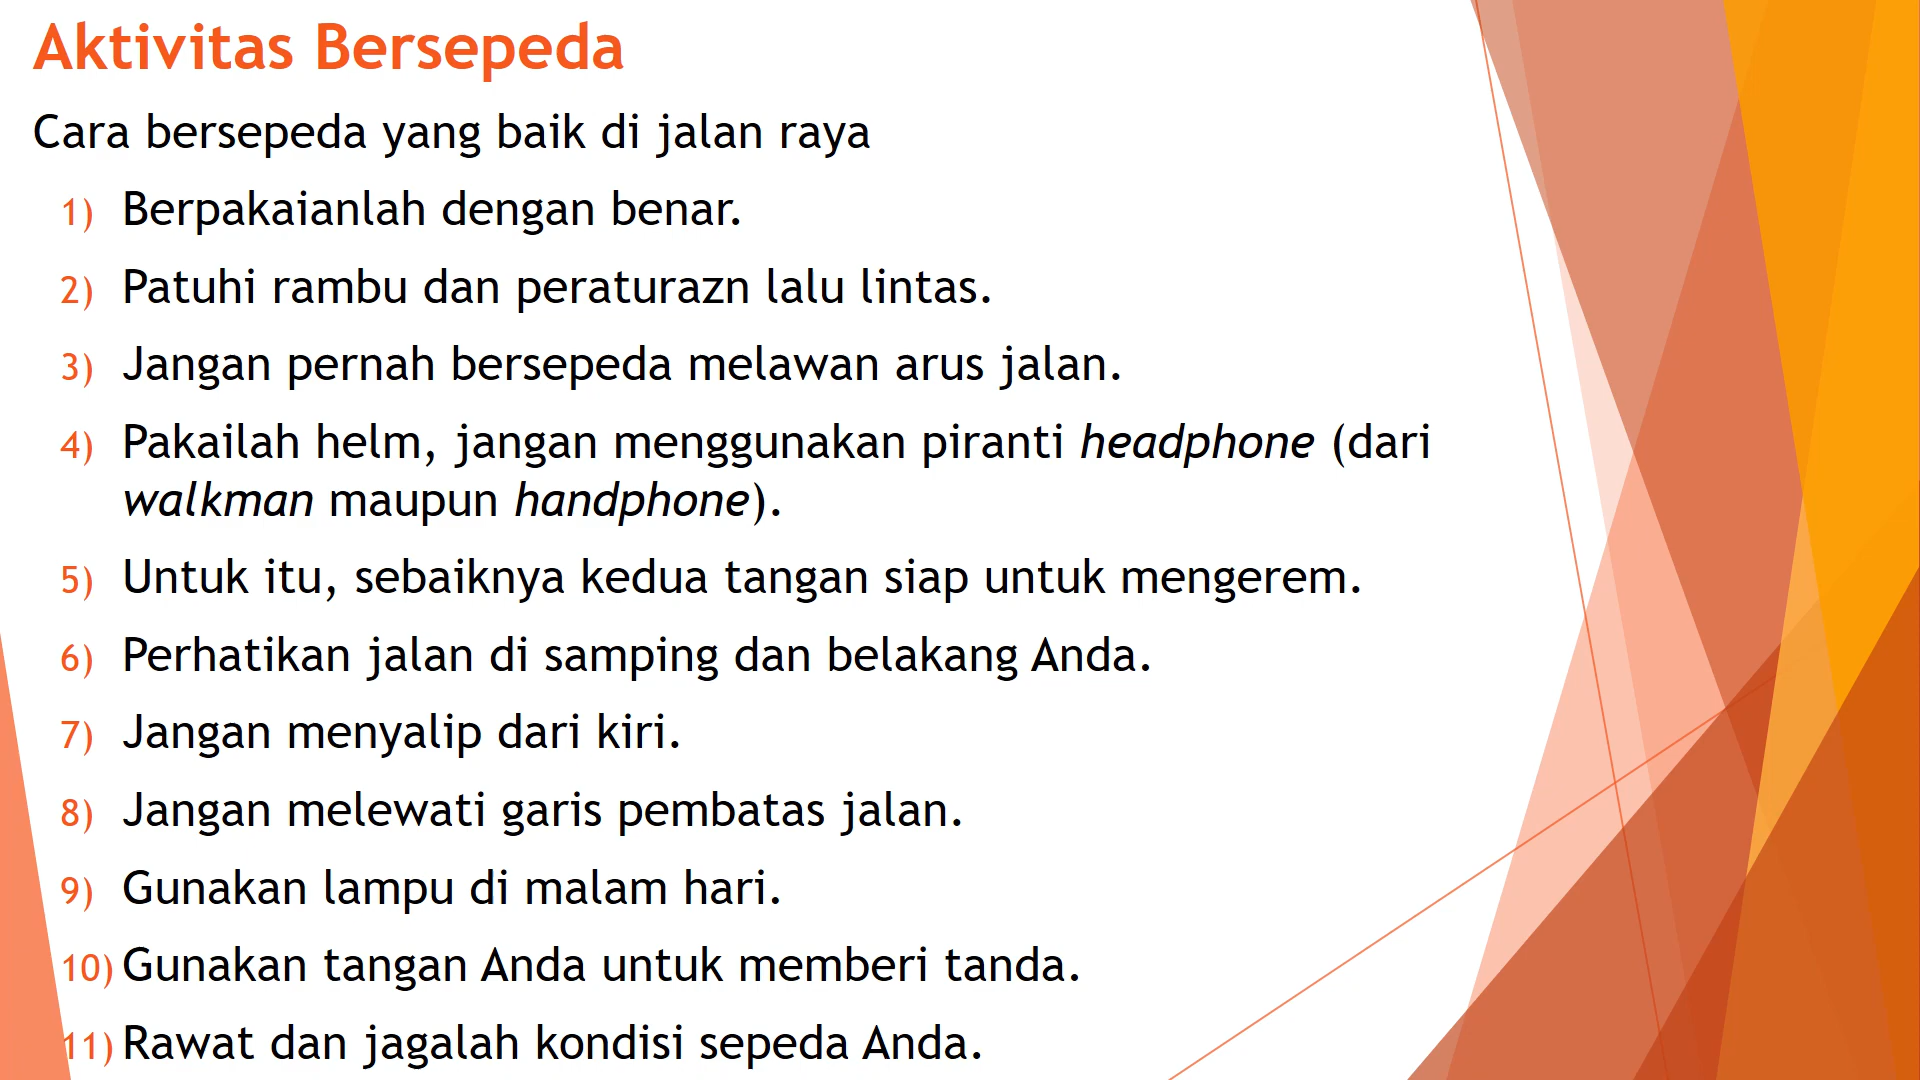 Aktivitas Bersepeda
Cara bersepeda yang baik di jalan raya
1) Berpakaianlah dengan benar.
2) Patuhi rambu dan peraturazn lalu lintas.
3) Jangan pernah bersepeda melawan arus jalan.
4) Pakailah helm, jangan menggunakan piranti headphone (dari
walkman maupun handphone).
5) Untuk itu, sebaiknya kedua tangan siap untuk mengerem.
6) Perhatikan jalan di samping dan belakang Anda.
7) Jangan menyalip dari kiri.
8) Jangan melewati garis pembatas jalan.
9) Gunakan lampu di malam hari.
10) Gunakan tangan Anda untuk memberi tanda.
11) Rawat dan jagalah kondisi sepeda Anda.